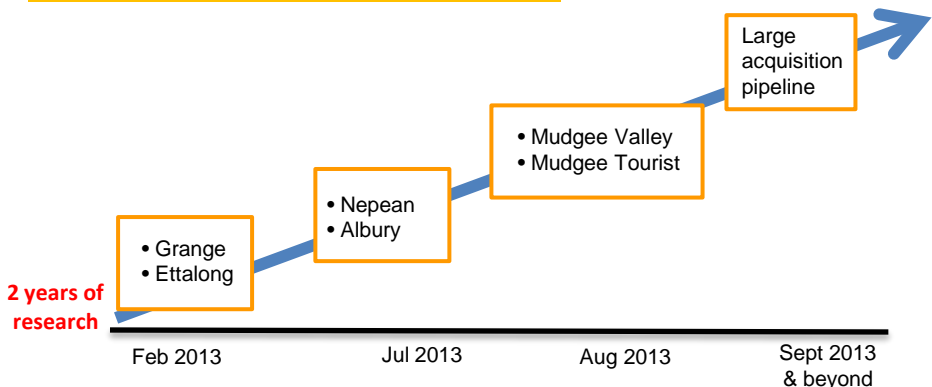 2 years of
research
• Grange
• Ettalong
• Nepean
• Albury
• Mudgee Valley
• Mudgee Tourist
Large
acquisition
pipeline
Feb 2013
Jul 2013
Aug 2013
Sept 2013
& beyond